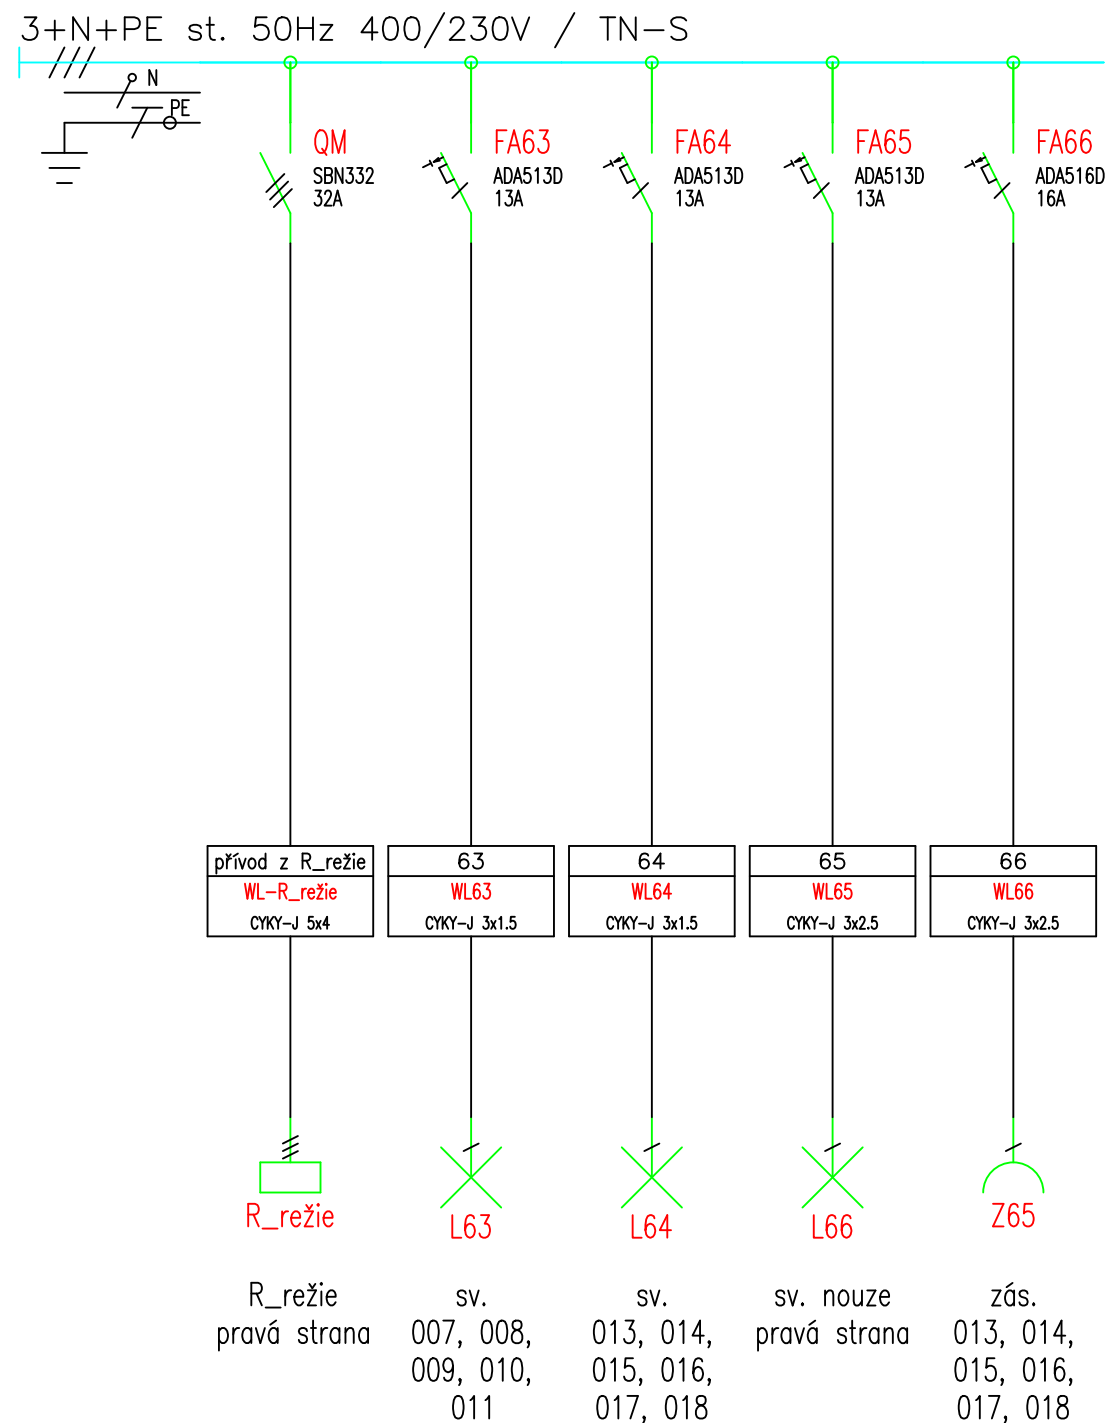 3+N+PE st. 50Hz 400/230V / TN-S
N
PE
QM
SBN332
32A
FA63
ADA513D
13A
FA64
ADA513D
13A
FA65
ADA513D
13A
FA66
ADA516D
16A
přívod z R_režie
WL-R_režie
CYKY-J 5x4
63
WL63
CYKY-J 3x1.5
64
WL64
CYKY-J 3x1.5
65
WL65
CYKY-J 3x2.5
66
WL66
CYKY-J 3x2.5
R_režie
L63
L64
L66
Z65
R_režie
pravá strana
sv.
007, 008,
009, 010,
011
sv.
013, 014,
015, 016,
017, 018
sv. nouze
pravá strana
zás.
013, 014,
015, 016,
017, 018